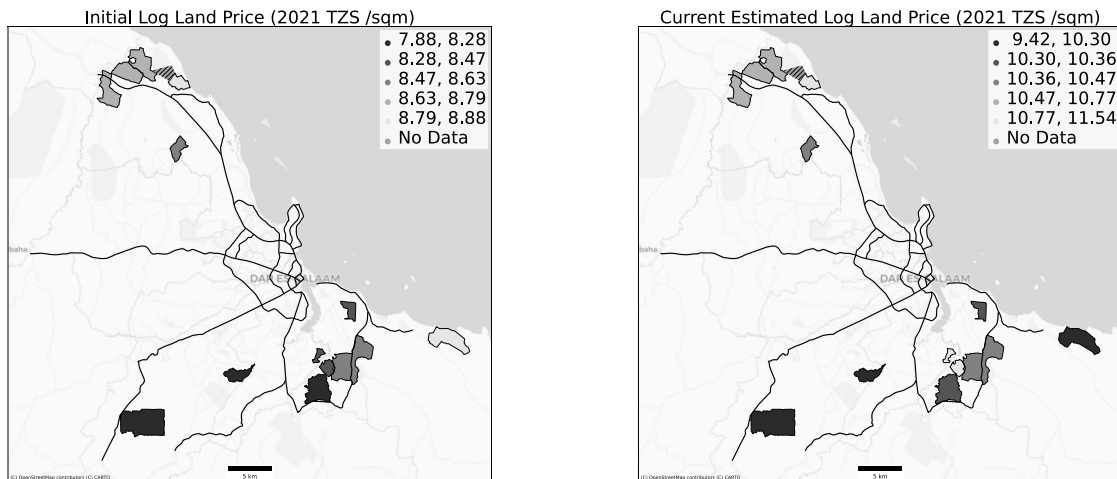 Initial Log Land Price (2021 TZS /sqm)
7.88, 8.28
8.28, 8.47
8.47, 8.63
8.63, 8.79
8.79, 8.88
No Data
baha
DAR ES SALAAM
5 km
(C) OpenStreetMap contributors (C) CARTO
Current Estimated Log Land Price (2021 TZS /sqm)
9.42, 10.30
10.30, 10.36
10.36, 10.47
10.47, 10.77
10.77, 11.54
No Data
baha
DAR ES SALAAM
5 km
(C) OpenStreetMap contributors (C) CARTO